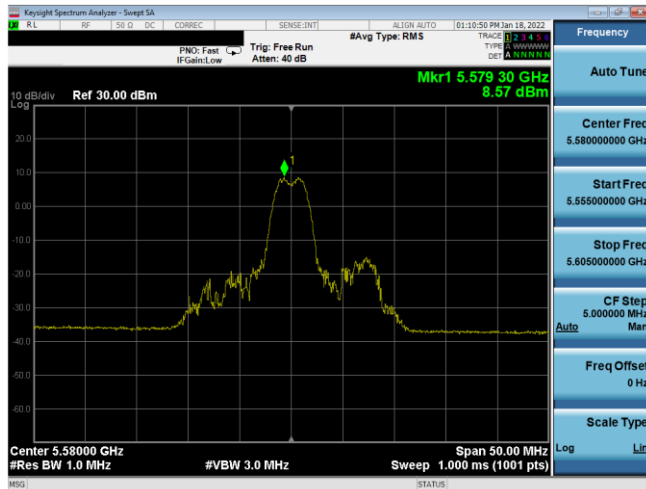 Keysight Spectrum Analyzer - Swept SA
RL RF 50 Ω DC CORREC SENSE:INT ALIGN AUTO 01:10:50 PM Jan 18, 2022
Frequency
#Avg Type: RMS
TRACE 1 2 3 4 5 6
PNO: Fast Trig: Free Run TYPE A WWWWW
IFGain:Low Atten: 40 dB DET A N N N N N
Auto Tune
Mkr1 5.579 30 GHz
10 dB/div Ref 30.00 dBm 8.57 dBm
Log
Center Freq
5.580000000 GHz
20.0
10.0
1
Start Freq
5.555000000 GHz
0.00
-10.0
Stop Freq
5.605000000 GHz
-20.0
-30.0
CF Step
5.000000 MHz
Auto Man
-40.0
Freq Offset
0 Hz
-50.0
-60.0
Scale Type
Log Lin
Center 5.58000 GHz Span 50.00 MHz
#Res BW 1.0 MHz #VBW 3.0 MHz Sweep 1.000 ms (1001 pts)
MSG STATUS